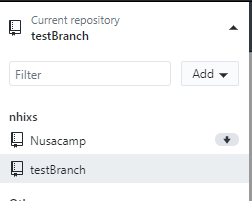 Current repository
testBranch
Filter
Add
nhixs
Nusacamp
testBranch